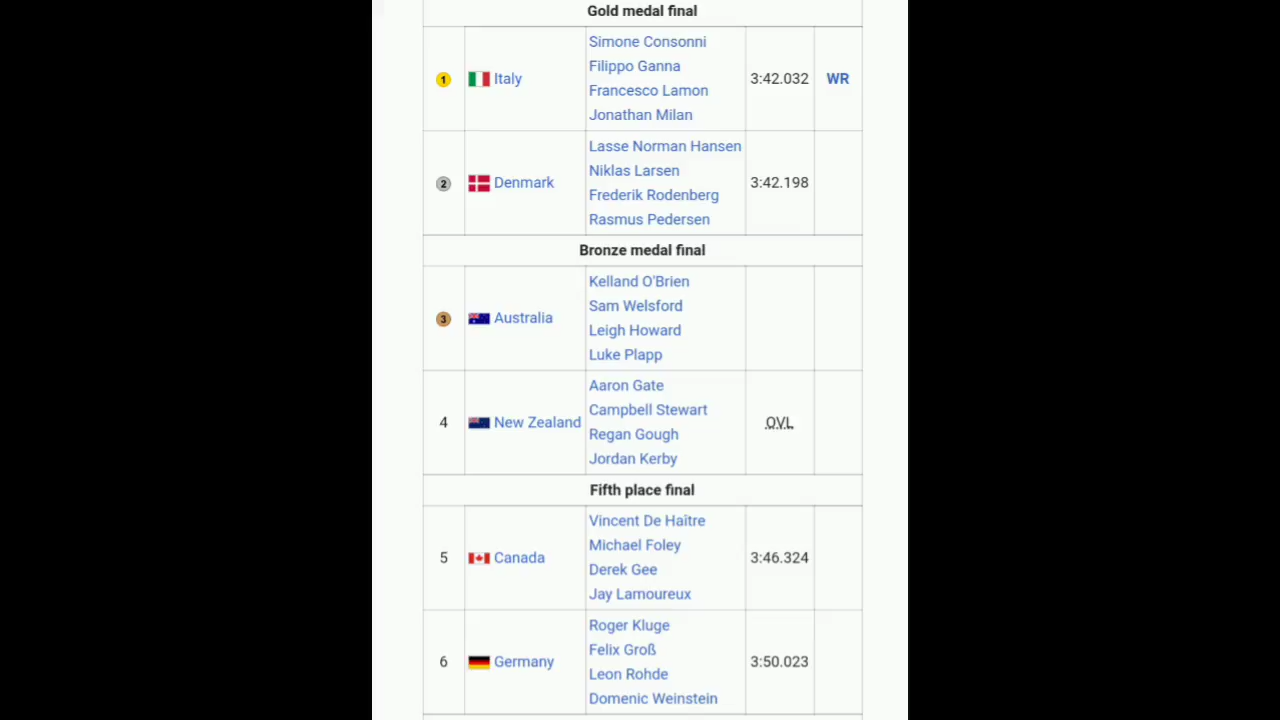 Gold medal final
1 Italy Simone Consonni 3:42.032 WR
Filippo Ganna
Francesco Lamon
Jonathan Milan
2 Denmark Lasse Norman Hansen 3:42.198
Niklas Larsen
Frederik Rodenberg
Rasmus Pedersen
Bronze medal final
3 Australia Kelland O'Brien
Sam Welsford
Leigh Howard
Luke Plapp
4 New Zealand Aaron Gate OVL
Campbell Stewart
Regan Gough
Jordan Kerby
Fifth place final
5 Canada Vincent De Haître 3:46.324
Michael Foley
Derek Gee
Jay Lamoureux
6 Germany Roger Kluge 3:50.023
Felix Groß
Leon Rohde
Domenic Weinstein